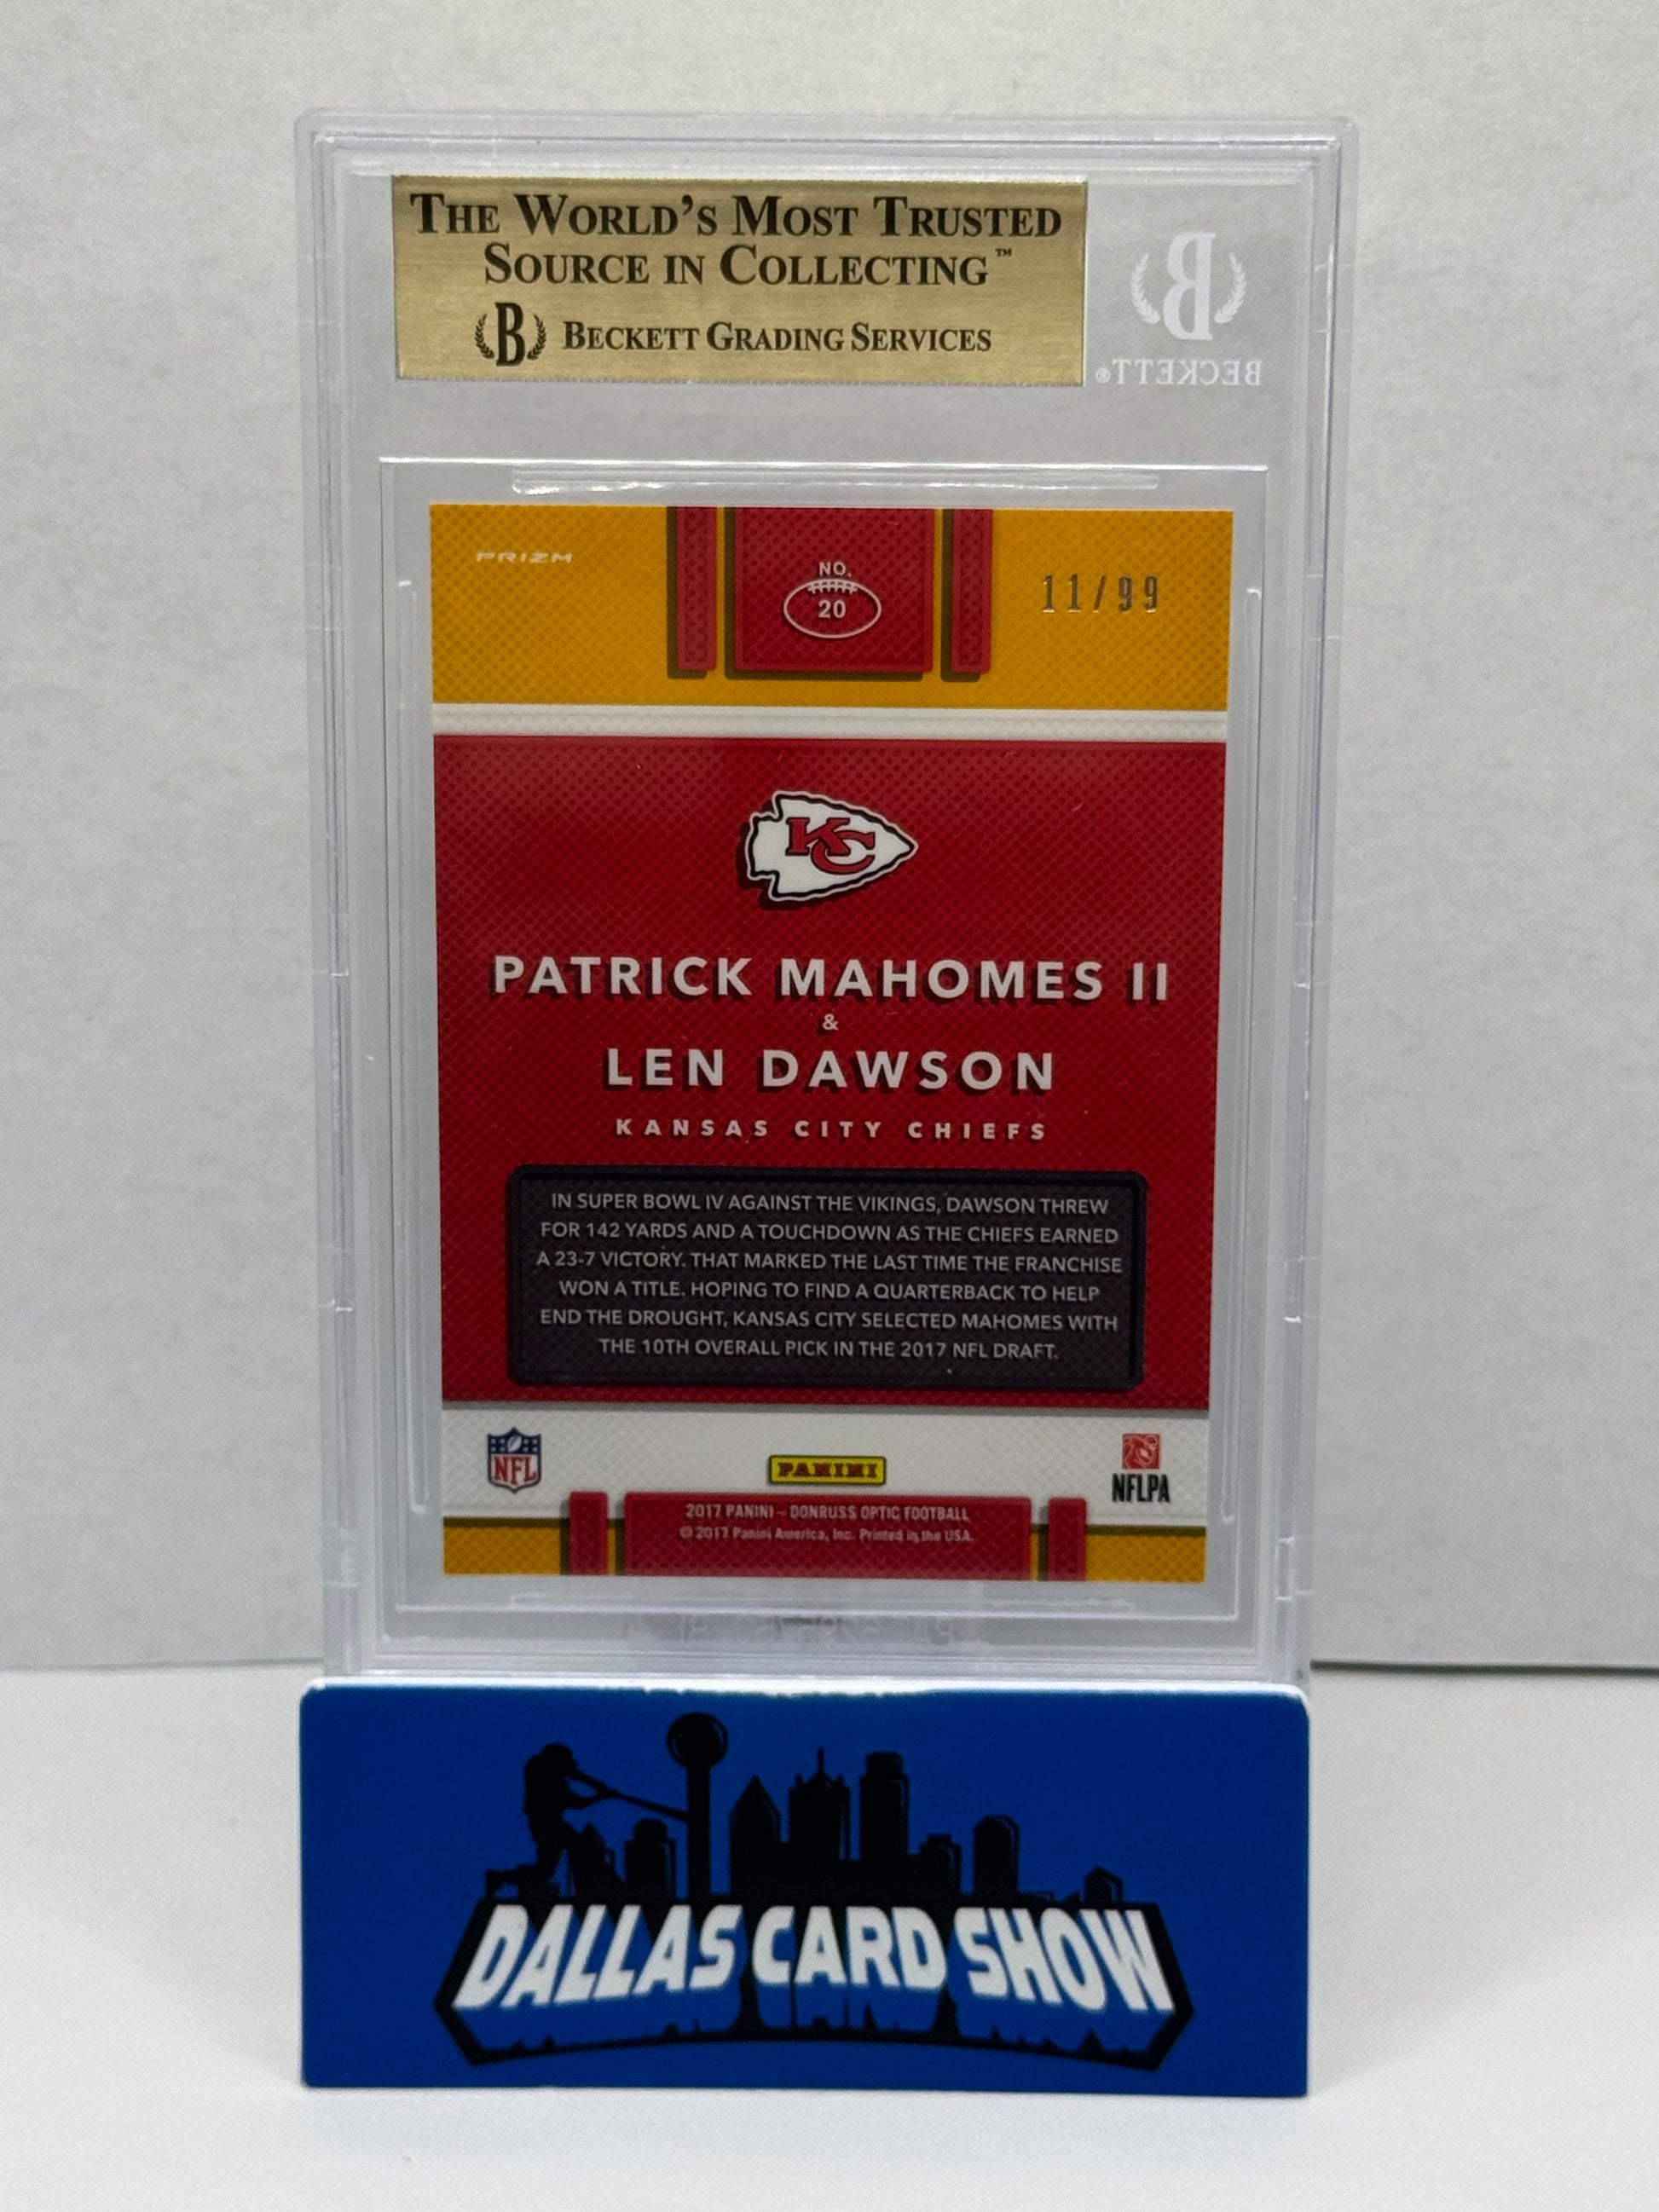 THE WORLD'S MOST TRUSTED
SOURCE IN COLLECTING™
B BECKETT GRADING SERVICES
B
BECKETT®
PRIZM
NO.
20
11/99
KC
PATRICK MAHOMES II
&
LEN DAWSON
KANSAS CITY CHIEFS
IN SUPER BOWL IV AGAINST THE VIKINGS, DAWSON THREW
FOR 142 YARDS AND A TOUCHDOWN AS THE CHIEFS EARNED
A 23-7 VICTORY. THAT MARKED THE LAST TIME THE FRANCHISE
WON A TITLE. HOPING TO FIND A QUARTERBACK TO HELP
END THE DROUGHT, KANSAS CITY SELECTED MAHOMES WITH
THE 10TH OVERALL PICK IN THE 2017 NFL DRAFT.
NFL
PANINI
NFLPA
2017 PANINI – DONRUSS OPTIC FOOTBALL
© 2017 Panini America, Inc. Printed in the USA.
DALLAS CARD SHOW